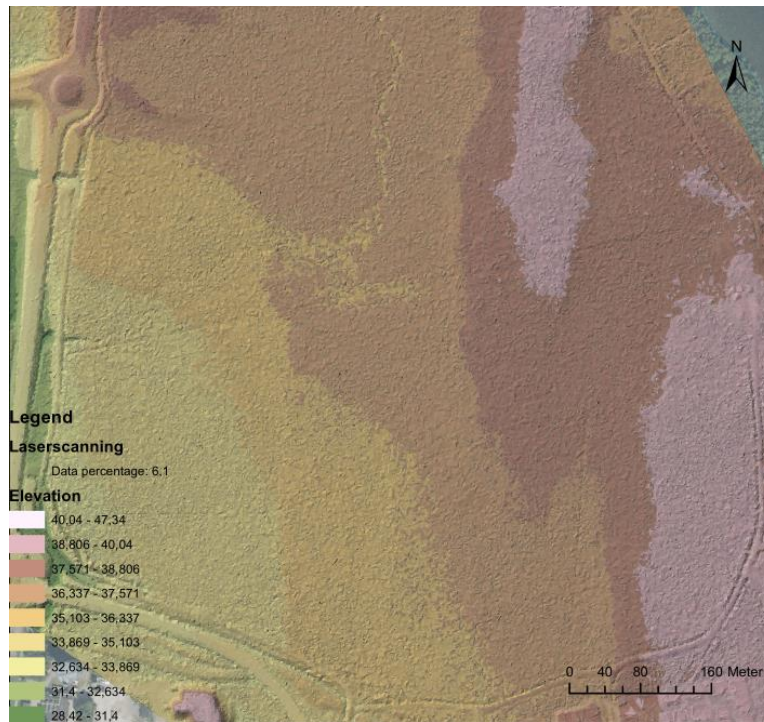 N
Legend
Laserscanning
Data percentage: 6.1
Elevation
40,04 - 47,34
38,806 - 40,04
37,571 - 38,806
36,337 - 37,571
35,103 - 36,337
33,869 - 35,103
32,634 - 33,869
31,4 - 32,634
28,42 - 31,4
0 40 80 160 Meter